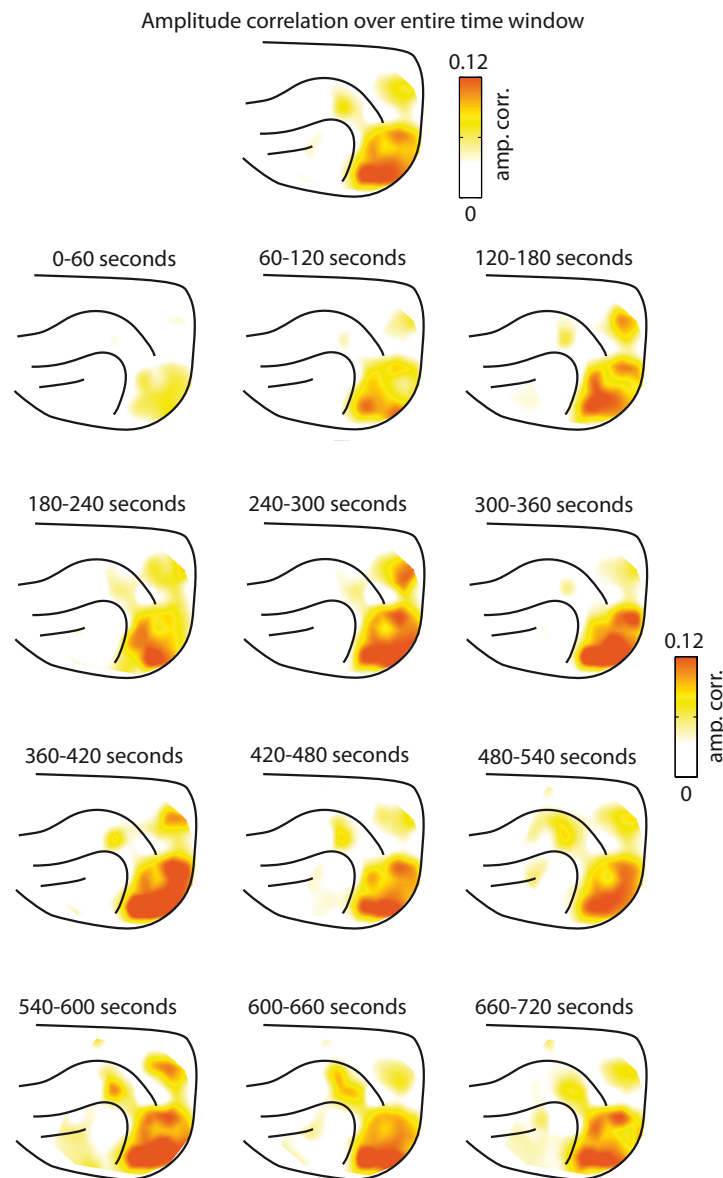 Amplitude correlation over entire time window
0.12
amp. corr.
0
0-60 seconds
60-120 seconds
120-180 seconds
180-240 seconds
240-300 seconds
300-360 seconds
0.12
amp. corr.
0
360-420 seconds
420-480 seconds
480-540 seconds
540-600 seconds
600-660 seconds
660-720 seconds